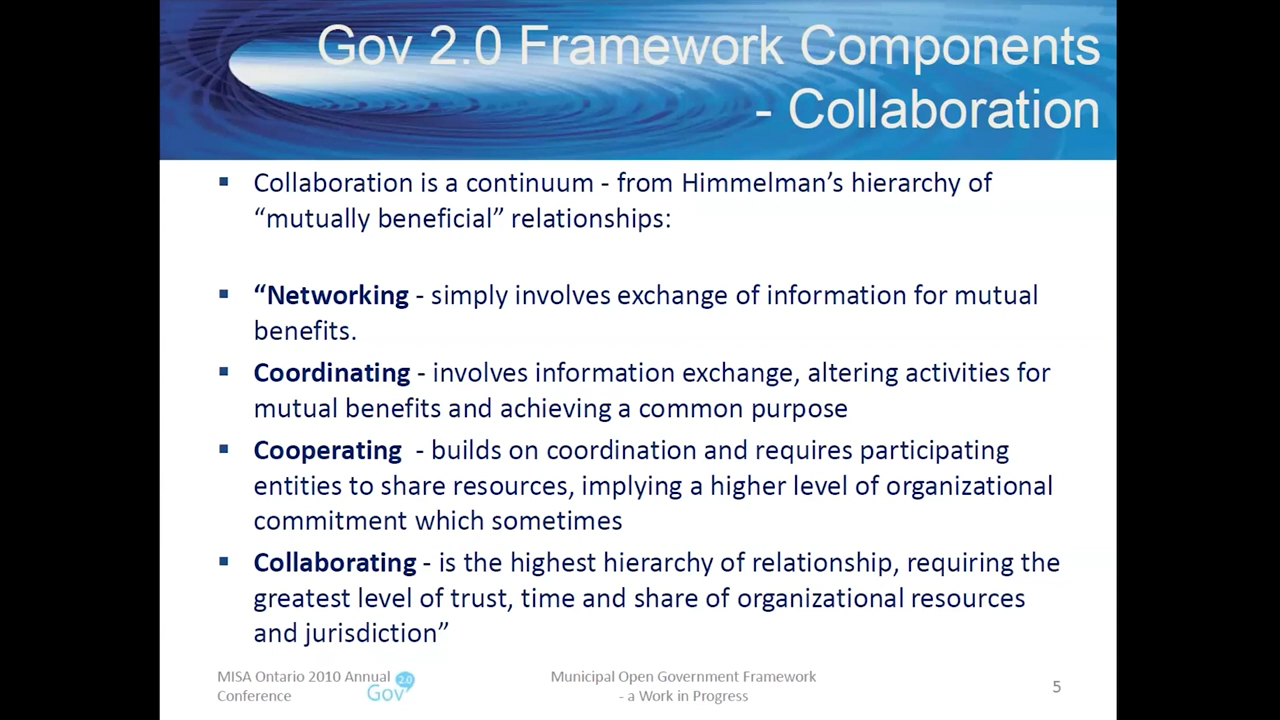 Gov 2.0 Framework Components
- Collaboration
▪ Collaboration is a continuum - from Himmelman’s hierarchy of
“mutually beneficial” relationships:
▪ “Networking - simply involves exchange of information for mutual
benefits.
▪ Coordinating - involves information exchange, altering activities for
mutual benefits and achieving a common purpose
▪ Cooperating - builds on coordination and requires participating
entities to share resources, implying a higher level of organizational
commitment which sometimes
▪ Collaborating - is the highest hierarchy of relationship, requiring the
greatest level of trust, time and share of organizational resources
and jurisdiction”
MISA Ontario 2010 Annual
Conference
Gov 2.0
Municipal Open Government Framework
- a Work in Progress
5